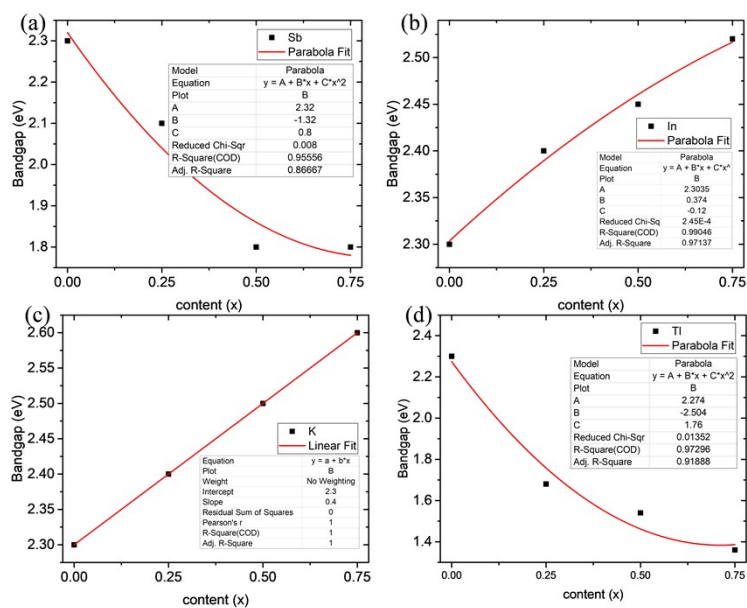 (a)
Sb
Parabola Fit
Model Parabola
Equation y = A + B*x + C*x^2
Plot B
A 2.32
B -1.32
C 0.8
Reduced Chi-Sqr 0.008
R-Square(COD) 0.95556
Adj. R-Square 0.86667
2.3
2.2
2.1
2.0
1.9
1.8
Bandgap (eV)
0.00 0.25 0.50 0.75
content (x)
(b)
In
Parabola Fit
Model Parabola
Equation y = A + B*x + C*x^
Plot B
A 2.3035
B 0.374
C -0.12
Reduced Chi-Sq 2.45E-4
R-Square(COD) 0.99046
Adj. R-Square 0.97137
2.50
2.45
2.40
2.35
2.30
Bandgap (eV)
0.00 0.25 0.50 0.75
content (x)
(c)
K
Linear Fit
Equation y = a + b*x
Plot B
Weight No Weighting
Intercept 2.3
Slope 0.4
Residual Sum of Squares 0
Pearson's r 1
R-Square(COD) 1
Adj. R-Square 1
2.60
2.50
2.40
2.30
Bandgap (eV)
0.00 0.25 0.50 0.75
content (x)
(d)
Tl
Parabola Fit
Model Parabola
Equation y = A + B*x + C*x^2
Plot B
A 2.274
B -2.504
C 1.76
Reduced Chi-Sqr 0.01352
R-Square(COD) 0.97296
Adj. R-Square 0.91888
2.4
2.2
2.0
1.8
1.6
1.4
Bandgap (eV)
0.00 0.25 0.50 0.75
content (x)